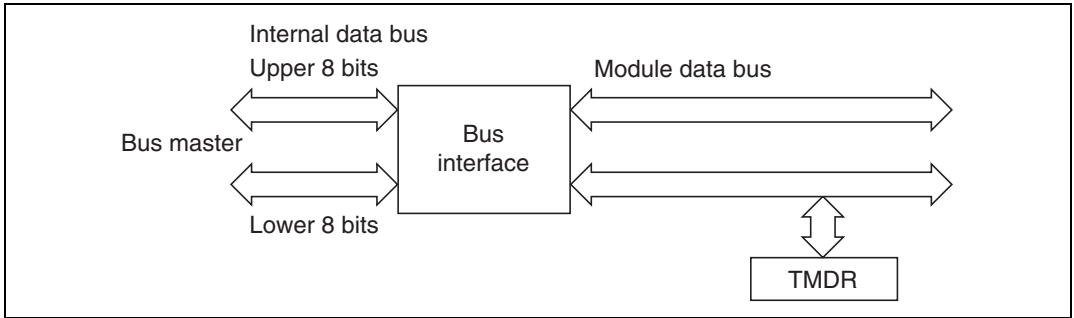 Internal data bus
Upper 8 bits
Module data bus
Bus master
Bus
interface
Lower 8 bits
TMDR